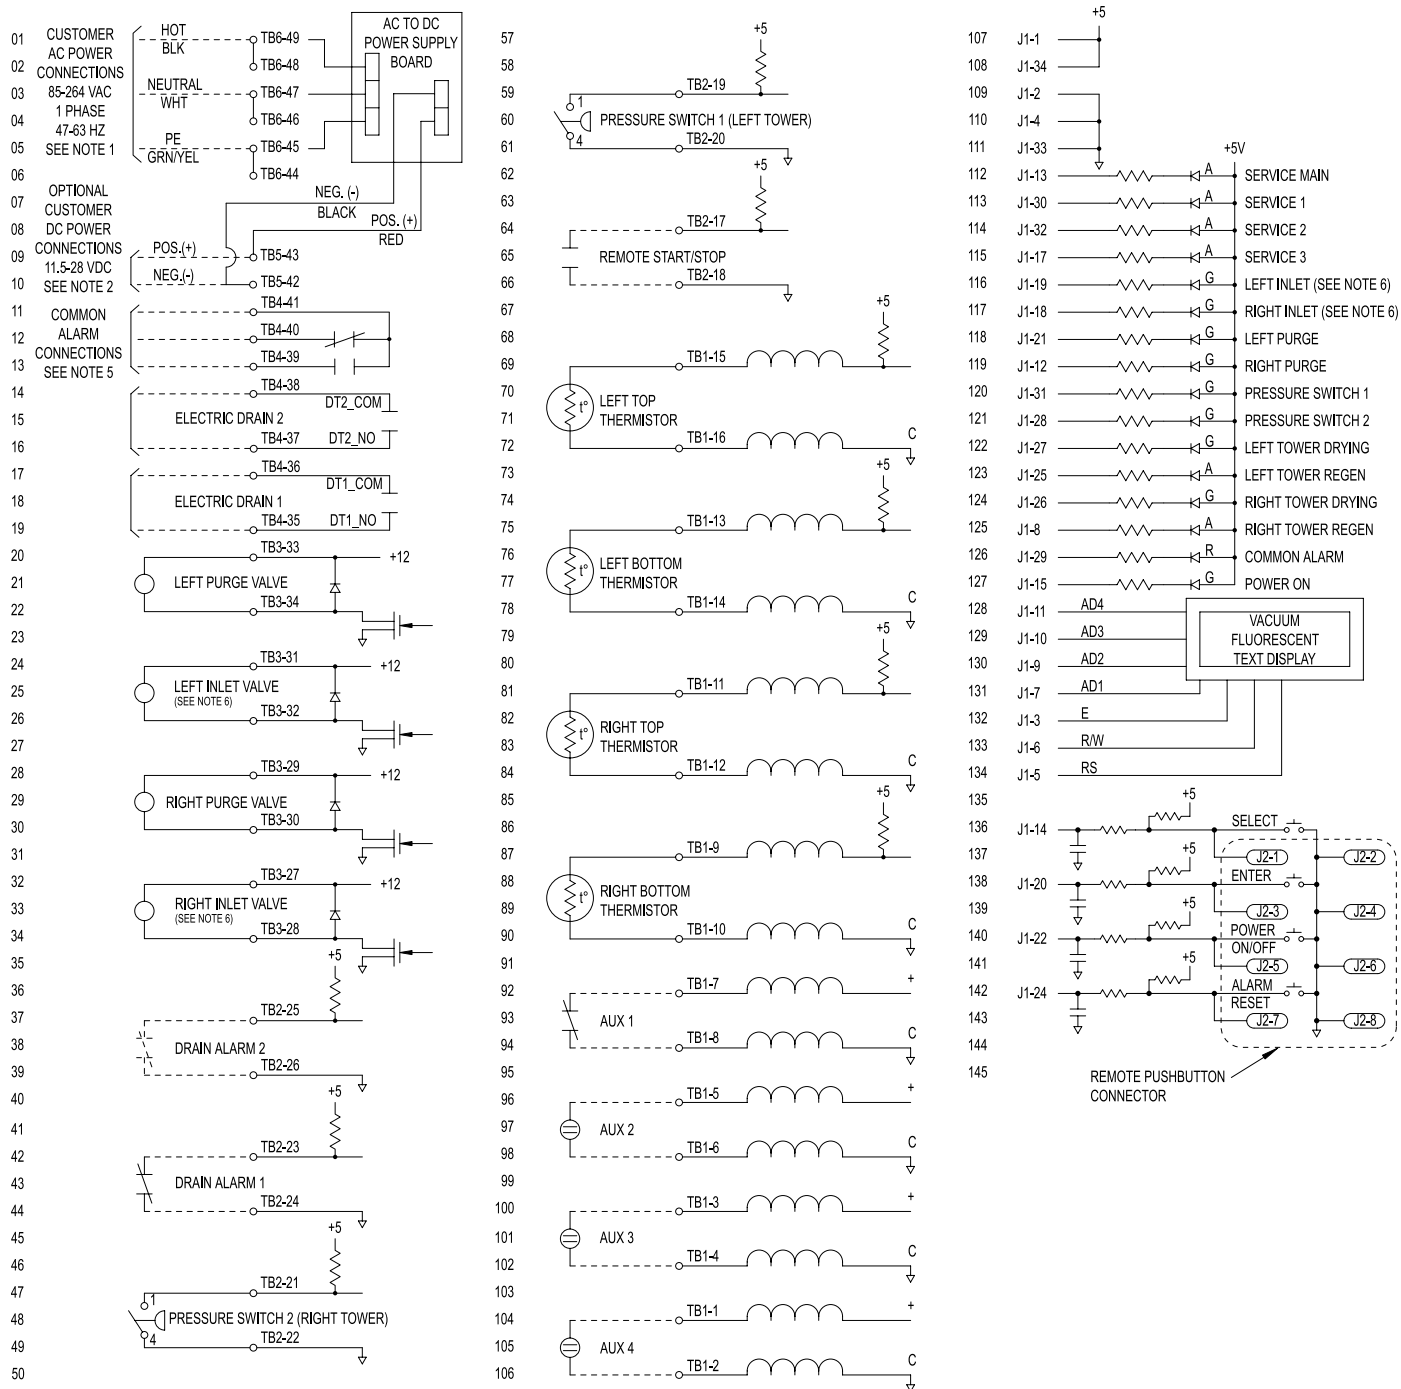 01
CUSTOMER
AC POWER
CONNECTIONS
85-264 VAC
1 PHASE
47-63 HZ
SEE NOTE 1
HOT
BLK
TB6-49
AC TO DC
POWER SUPPLY
BOARD
02
TB6-48
03
NEUTRAL
WHT
TB6-47
04
TB6-46
05
PE
GRN/YEL
TB6-45
06
TB6-44
07
OPTIONAL
CUSTOMER
DC POWER
CONNECTIONS
11.5-28 VDC
SEE NOTE 2
NEG. (-)
BLACK
08
POS. (+)
RED
09
POS.(+)
TB5-43
10
NEG.(-)
TB5-42
11
COMMON
ALARM
CONNECTIONS
SEE NOTE 5
TB4-41
12
TB4-40
13
TB4-39
14
TB4-38
DT2_COM
15
ELECTRIC DRAIN 2
16
TB4-37
DT2_NO
17
TB4-36
DT1_COM
18
ELECTRIC DRAIN 1
19
TB4-35
DT1_NO
20
TB3-33
+12
21
LEFT PURGE VALVE
22
TB3-34
23
24
TB3-31
+12
25
LEFT INLET VALVE
(SEE NOTE 6)
26
TB3-32
27
28
TB3-29
+12
29
RIGHT PURGE VALVE
30
TB3-30
31
32
TB3-27
+12
33
RIGHT INLET VALVE
(SEE NOTE 6)
34
TB3-28
35
+5
36
37
TB2-25
38
DRAIN ALARM 2
39
TB2-26
40
+5
41
42
TB2-23
43
DRAIN ALARM 1
44
TB2-24
45
+5
46
47
TB2-21
48
1
PRESSURE SWITCH 2 (RIGHT TOWER)
49
4
TB2-22
50
57
+5
58
59
TB2-19
60
1
PRESSURE SWITCH 1 (LEFT TOWER)
61
4
TB2-20
62
+5
63
64
TB2-17
65
REMOTE START/STOP
66
TB2-18
67
+5
68
69
TB1-15
70
t°
LEFT TOP
THERMISTOR
71
72
TB1-16
C
73
+5
74
75
TB1-13
76
t°
LEFT BOTTOM
THERMISTOR
77
78
TB1-14
C
79
+5
80
81
TB1-11
82
t°
RIGHT TOP
THERMISTOR
83
84
TB1-12
C
85
+5
86
87
TB1-9
88
t°
RIGHT BOTTOM
THERMISTOR
89
90
TB1-10
C
91
92
TB1-7
+
93
AUX 1
94
TB1-8
C
95
96
TB1-5
+
97
AUX 2
98
TB1-6
C
99
100
TB1-3
+
101
AUX 3
102
TB1-4
C
103
104
TB1-1
+
105
AUX 4
106
TB1-2
C
+5
107
J1-1
108
J1-34
109
J1-2
110
J1-4
111
J1-33
+5V
112
J1-13
A
SERVICE MAIN
113
J1-30
A
SERVICE 1
114
J1-32
A
SERVICE 2
115
J1-17
A
SERVICE 3
116
J1-19
G
LEFT INLET (SEE NOTE 6)
117
J1-18
G
RIGHT INLET (SEE NOTE 6)
118
J1-21
G
LEFT PURGE
119
J1-12
G
RIGHT PURGE
120
J1-31
G
PRESSURE SWITCH 1
121
J1-28
G
PRESSURE SWITCH 2
122
J1-27
G
LEFT TOWER DRYING
123
J1-25
A
LEFT TOWER REGEN
124
J1-26
G
RIGHT TOWER DRYING
125
J1-8
A
RIGHT TOWER REGEN
126
J1-29
R
COMMON ALARM
127
J1-15
G
POWER ON
128
J1-11
AD4
VACUUM
FLUORESCENT
TEXT DISPLAY
129
J1-10
AD3
130
J1-9
AD2
131
J1-7
AD1
132
J1-3
E
133
J1-6
R/W
134
J1-5
RS
135
+5
136
J1-14
SELECT
137
J2-1
J2-2
+5
138
J1-20
ENTER
139
J2-3
J2-4
+5
140
J1-22
POWER
ON/OFF
141
J2-5
J2-6
+5
142
J1-24
ALARM
RESET
143
J2-7
J2-8
144
145
REMOTE PUSHBUTTON
CONNECTOR